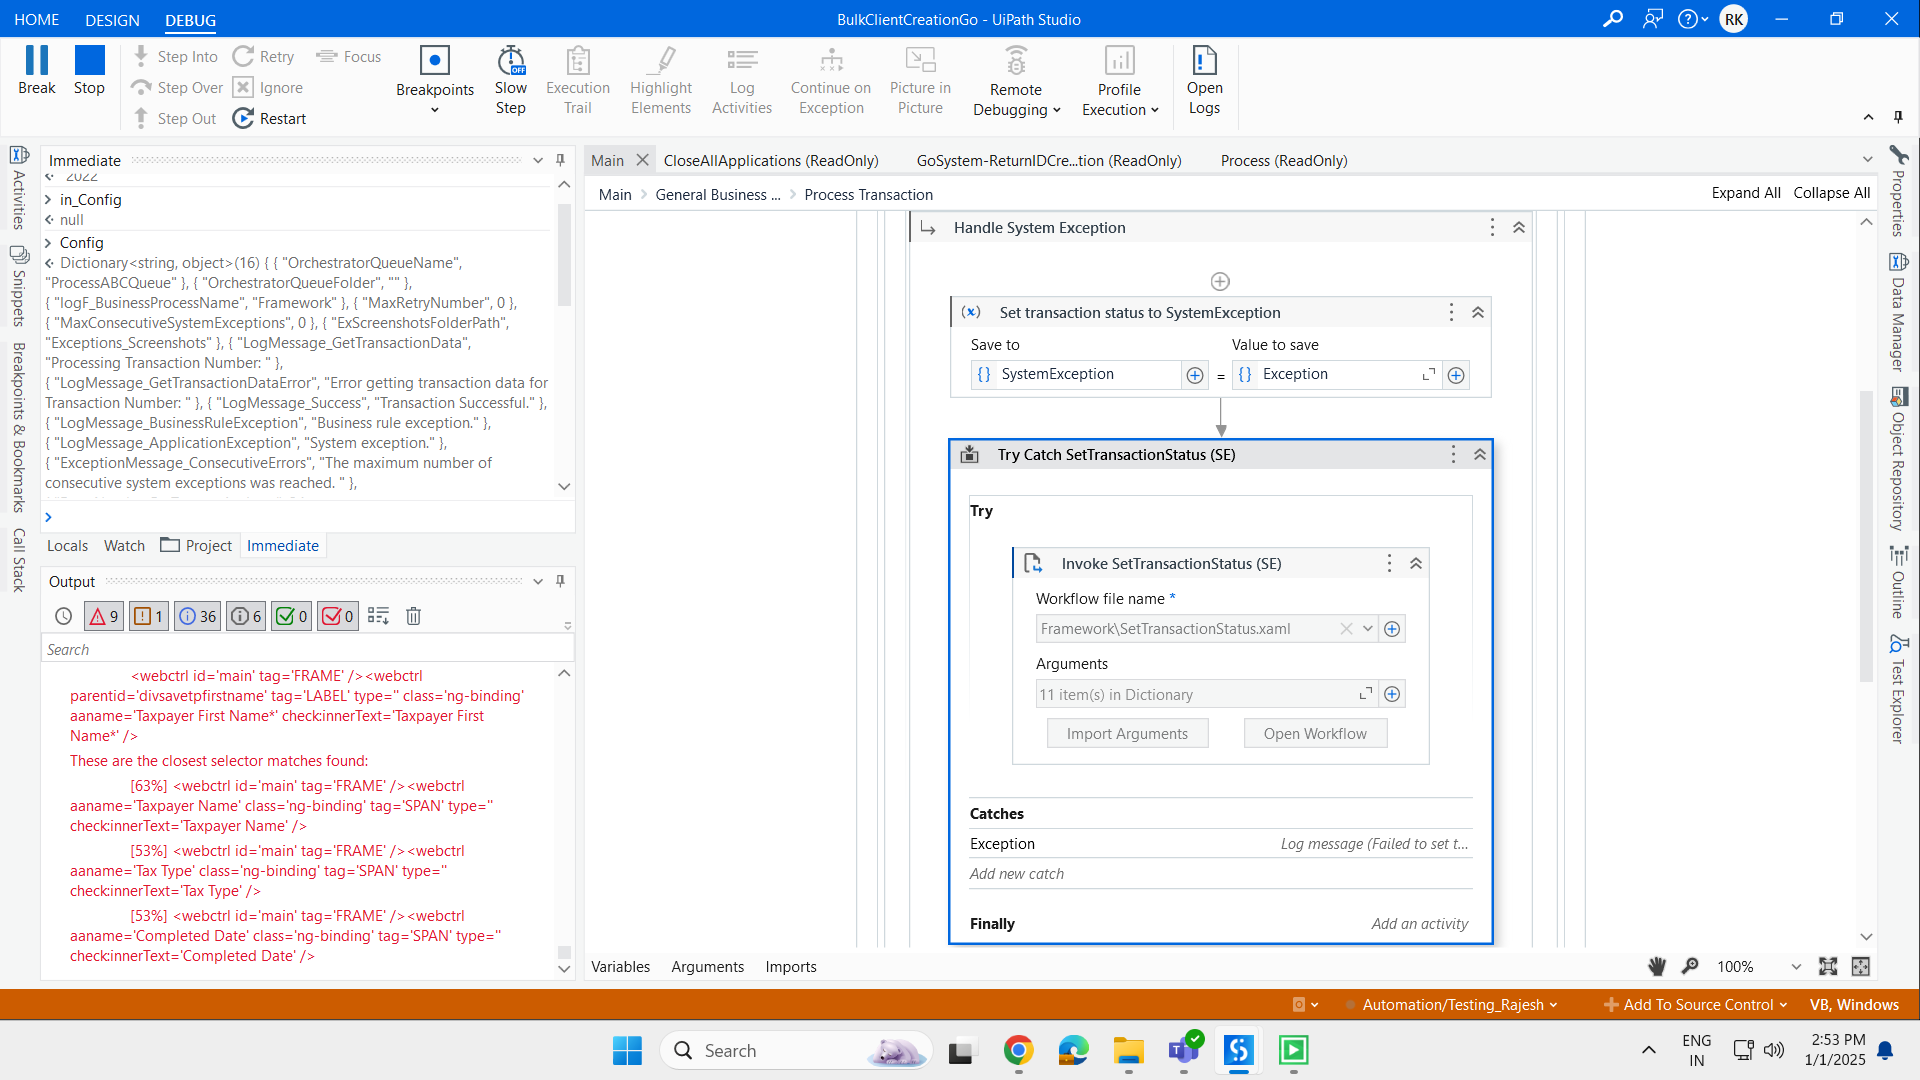 HOME DESIGN DEBUG
BulkClientCreationGo - UiPath Studio
RK
Break
Stop
Step Into
Step Over
Step Out
Retry
Ignore
Restart
Focus
Breakpoints
Slow
Step
OFF
Execution
Trail
Highlight
Elements
Log
Activities
Continue on
Exception
Picture in
Picture
Remote
Debugging
Profile
Execution
Open
Logs
Activities
Snippets
Breakpoints & Bookmarks
Call Stack
Immediate
2022
in_Config
null
Config
Dictionary<string, object>(16) { { "OrchestratorQueueName",
"ProcessABCQueue" }, { "OrchestratorQueueFolder", "" },
{ "logF_BusinessProcessName", "Framework" }, { "MaxRetryNumber", 0 },
{ "MaxConsecutiveSystemExceptions", 0 }, { "ExScreenshotsFolderPath",
"Exceptions_Screenshots" }, { "LogMessage_GetTransactionData",
"Processing Transaction Number: " },
{ "LogMessage_GetTransactionDataError", "Error getting transaction data for
Transaction Number: " }, { "LogMessage_Success", "Transaction Successful." },
{ "LogMessage_BusinessRuleException", "Business rule exception." },
{ "LogMessage_ApplicationException", "System exception." },
{ "ExceptionMessage_ConsecutiveErrors", "The maximum number of
consecutive system exceptions was reached. " },
Locals Watch Project Immediate
Output
9 1 36 6 0 0
Search
<webctrl id='main' tag='FRAME' /><webctrl
parentid='divsavetpfirstname' tag='LABEL' type='' class='ng-binding'
aaname='Taxpayer First Name*' check:innerText='Taxpayer First
Name*' />
These are the closest selector matches found:
[63%] <webctrl id='main' tag='FRAME' /><webctrl
aaname='Taxpayer Name' class='ng-binding' tag='SPAN' type=''
check:innerText='Taxpayer Name' />
[53%] <webctrl id='main' tag='FRAME' /><webctrl
aaname='Tax Type' class='ng-binding' tag='SPAN' type=''
check:innerText='Tax Type' />
[53%] <webctrl id='main' tag='FRAME' /><webctrl
aaname='Completed Date' class='ng-binding' tag='SPAN' type=''
check:innerText='Completed Date' />
Main CloseAllApplications (ReadOnly) GoSystem-ReturnIDCre...tion (ReadOnly) Process (ReadOnly)
Main General Business ... Process Transaction
Expand All Collapse All
Handle System Exception
Set transaction status to SystemException
Save to Value to save
SystemException = Exception
Try Catch SetTransactionStatus (SE)
Try
Invoke SetTransactionStatus (SE)
Workflow file name *
Framework\SetTransactionStatus.xaml
Arguments
11 item(s) in Dictionary
Import Arguments Open Workflow
Catches
Exception Log message (Failed to set t...
Add new catch
Finally Add an activity
Variables Arguments Imports
100%
Properties
Data Manager
Object Repository
Outline
Test Explorer
Automation/Testing_Rajesh
Add To Source Control
VB, Windows
Search
ENG
IN
2:53 PM
1/1/2025